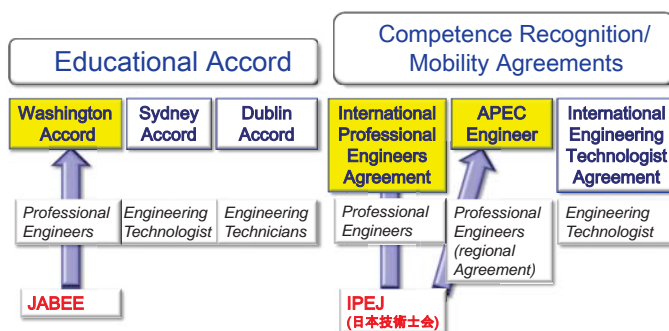 Educational Accord
Competence Recognition/
Mobility Agreements
Washington
Accord
Sydney
Accord
Dublin
Accord
International
Professional
Engineers
Agreement
APEC
Engineer
International
Engineering
Technologist
Agreement
Professional
Engineers
Engineering
Technologist
Engineering
Technicians
Professional
Engineers
Professional
Engineers
(regional
Agreement)
Engineering
Technologist
JABEE
IPEJ
(日本技術士会)